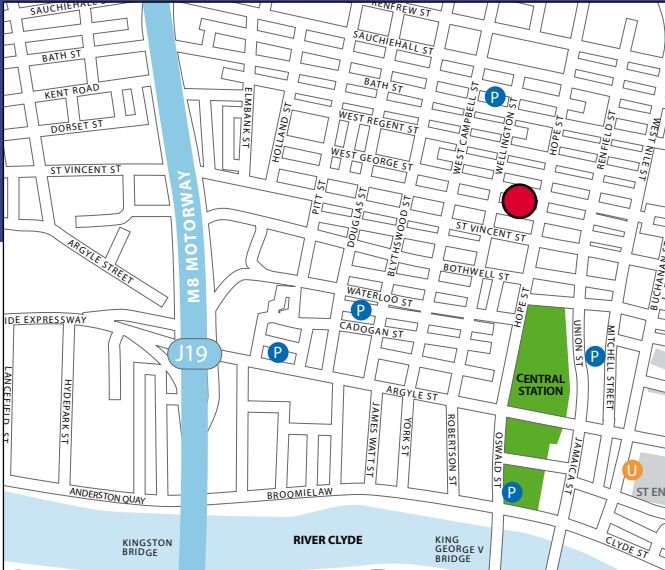 RENFREW ST
SAUCHIEHALL ST
SAUCHIEHALL ST
BATH ST
BATH ST
KENT ROAD
DORSET ST
ELMBANK ST
HOLLAND ST
WEST REGENT ST
WEST GEORGE ST
WEST CAMPBELL ST
P
WELLINGTON ST
HOPE ST
RENFIELD ST
WEST NILE ST
ST VINCENT ST
M8 MOTORWAY
PITT ST
DOUGLAS ST
BLYTHSWOOD ST
ST VINCENT ST
BOTHWELL ST
BUCHANAN S
ARGYLE STREET
WATERLOO ST
P
CADOGAN ST
HOPE ST
IDE EXPRESSWAY
J19
P
UNION ST
P
MITCHELL STREET
CENTRAL
STATION
LANCEFIELD ST
HYDEPARK ST
ARGYLE ST
JAMES WATT ST
YORK ST
ROBERTSON ST
OSWALD ST
JAMAICA ST
P
U
ST EN
ANDERSTON QUAY
BROOMIELAW
KINGSTON
BRIDGE
RIVER CLYDE
KING
GEORGE V
BRIDGE
CLYDE ST